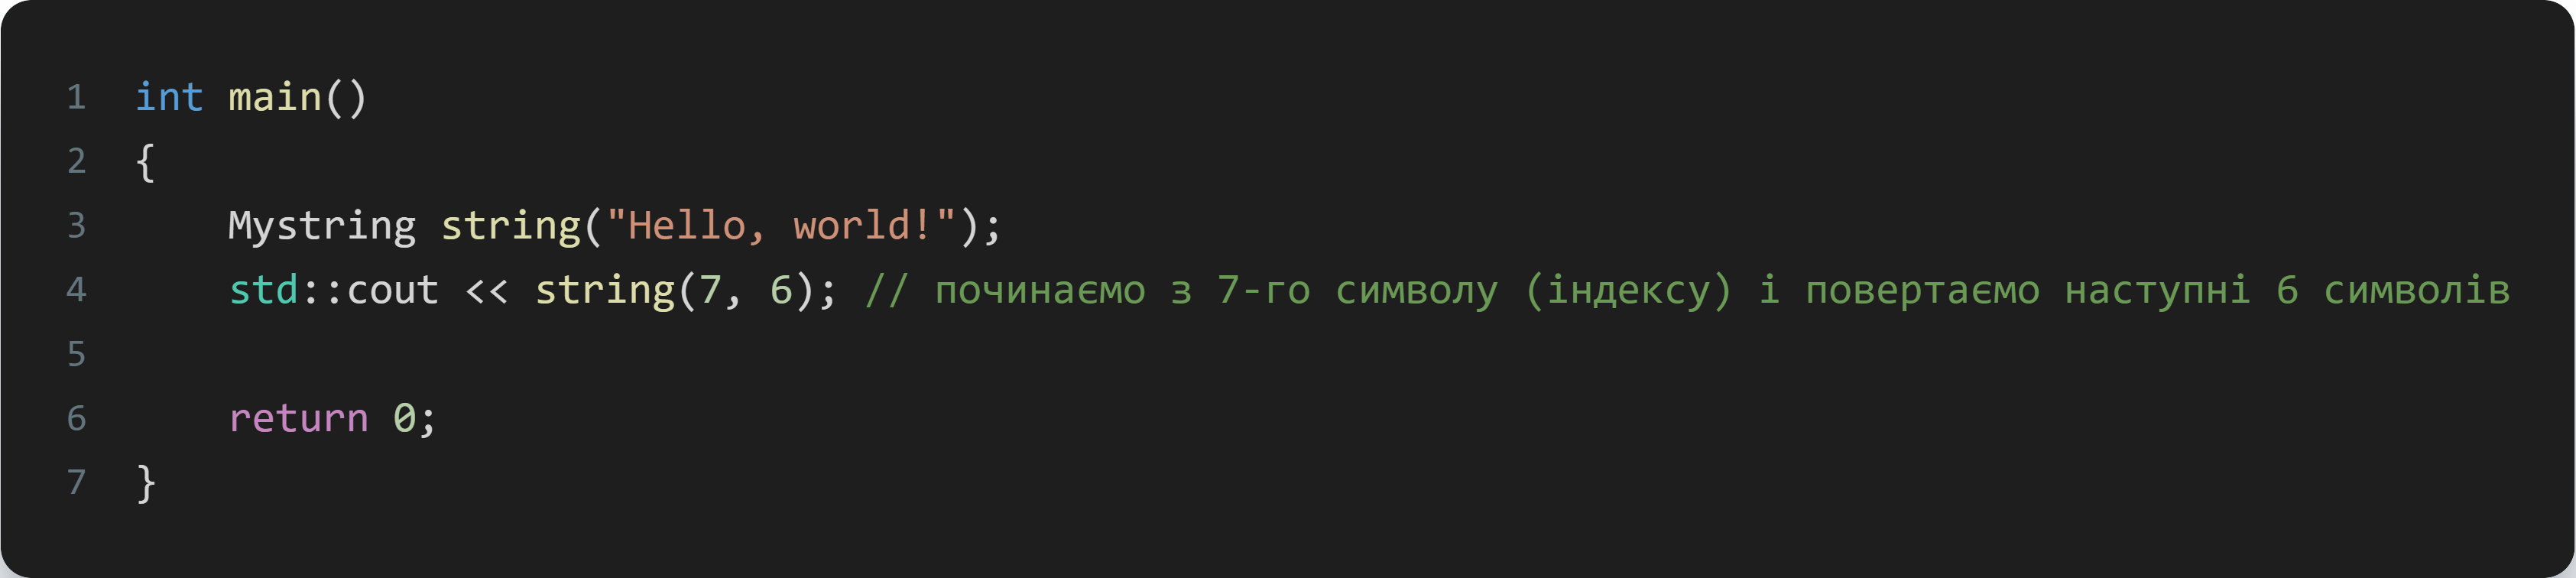 1 int main()
2 {
3 Mystring string("Hello, world!");
4 std::cout << string(7, 6); // починаємо з 7-го символу (індексу) і повертаємо наступні 6 символів
5
6 return 0;
7 }